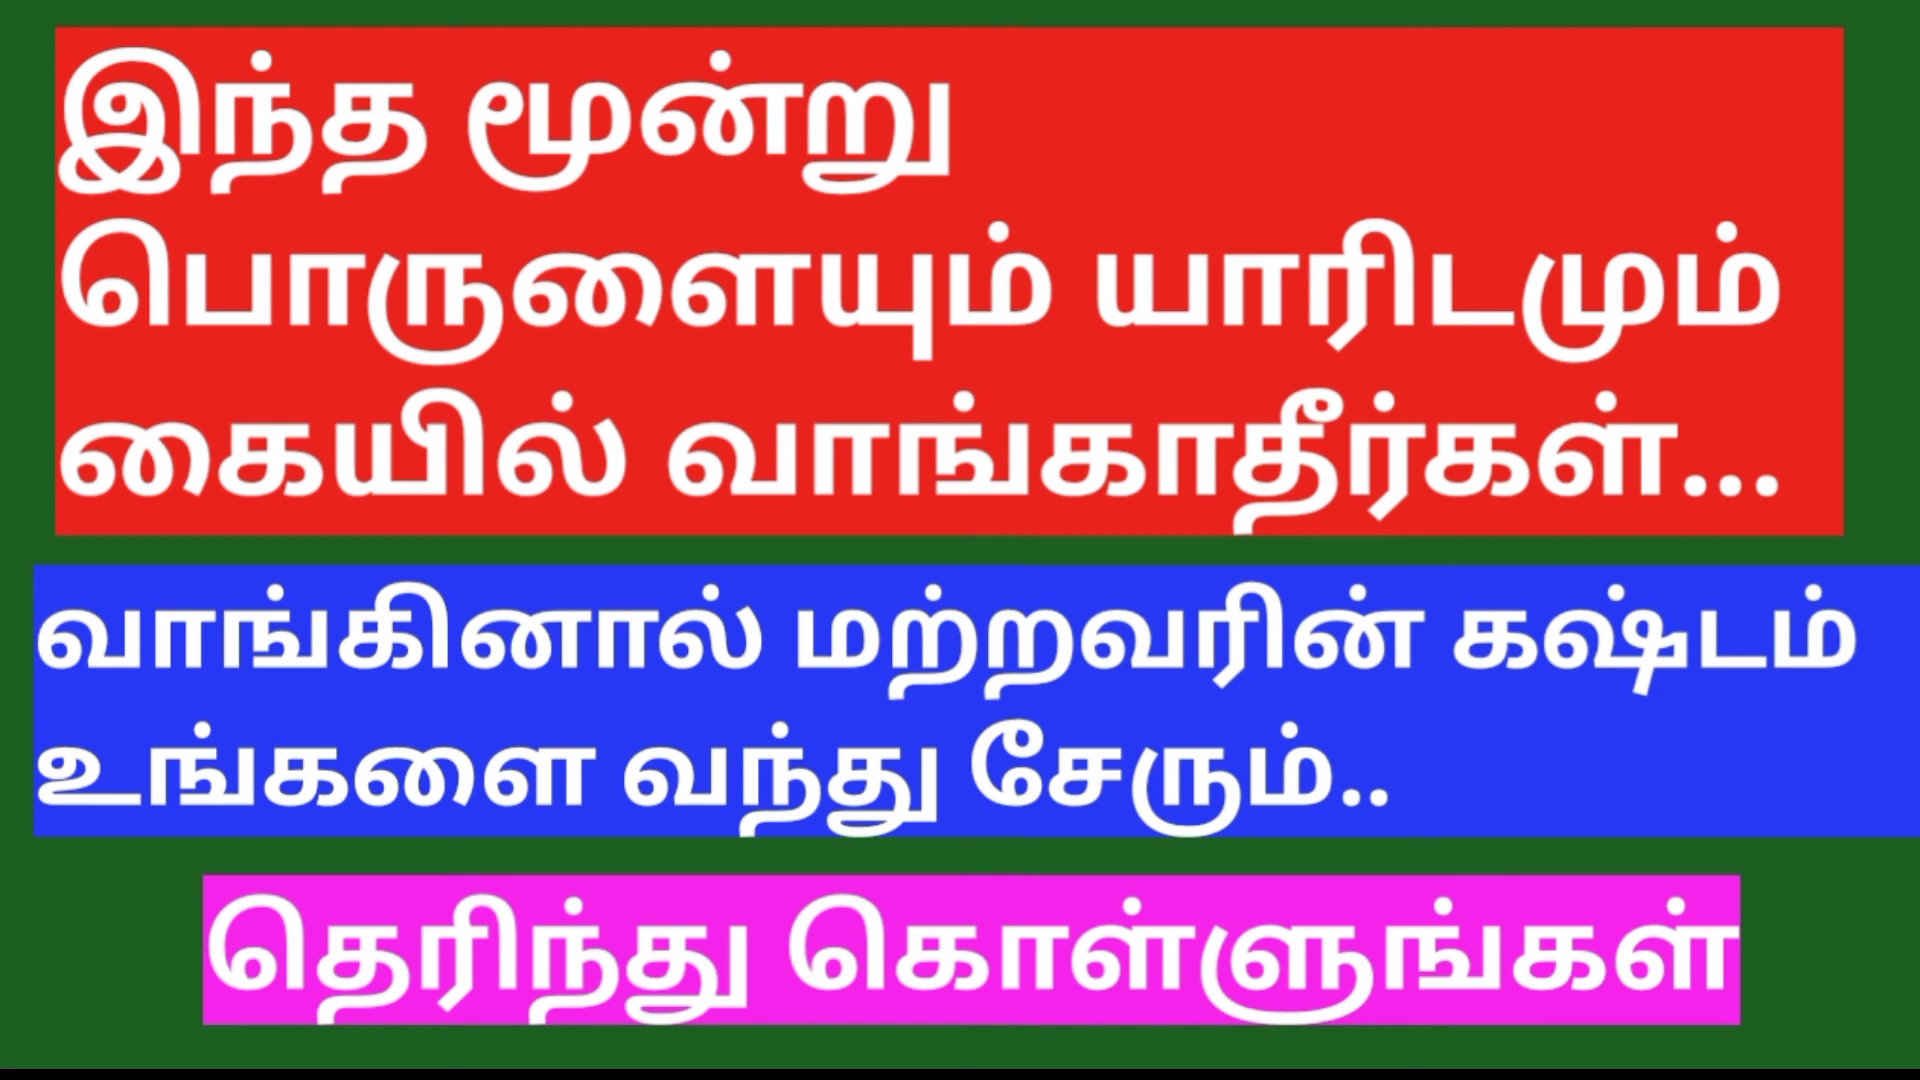 இந்த மூன்று
பொருளையும் யாரிடமும்
கையில் வாங்காதீர்கள்...
வாங்கினால் மற்றவரின் கஷ்டம்
உங்களை வந்து சேரும்..
தெரிந்து கொள்ளுங்கள்